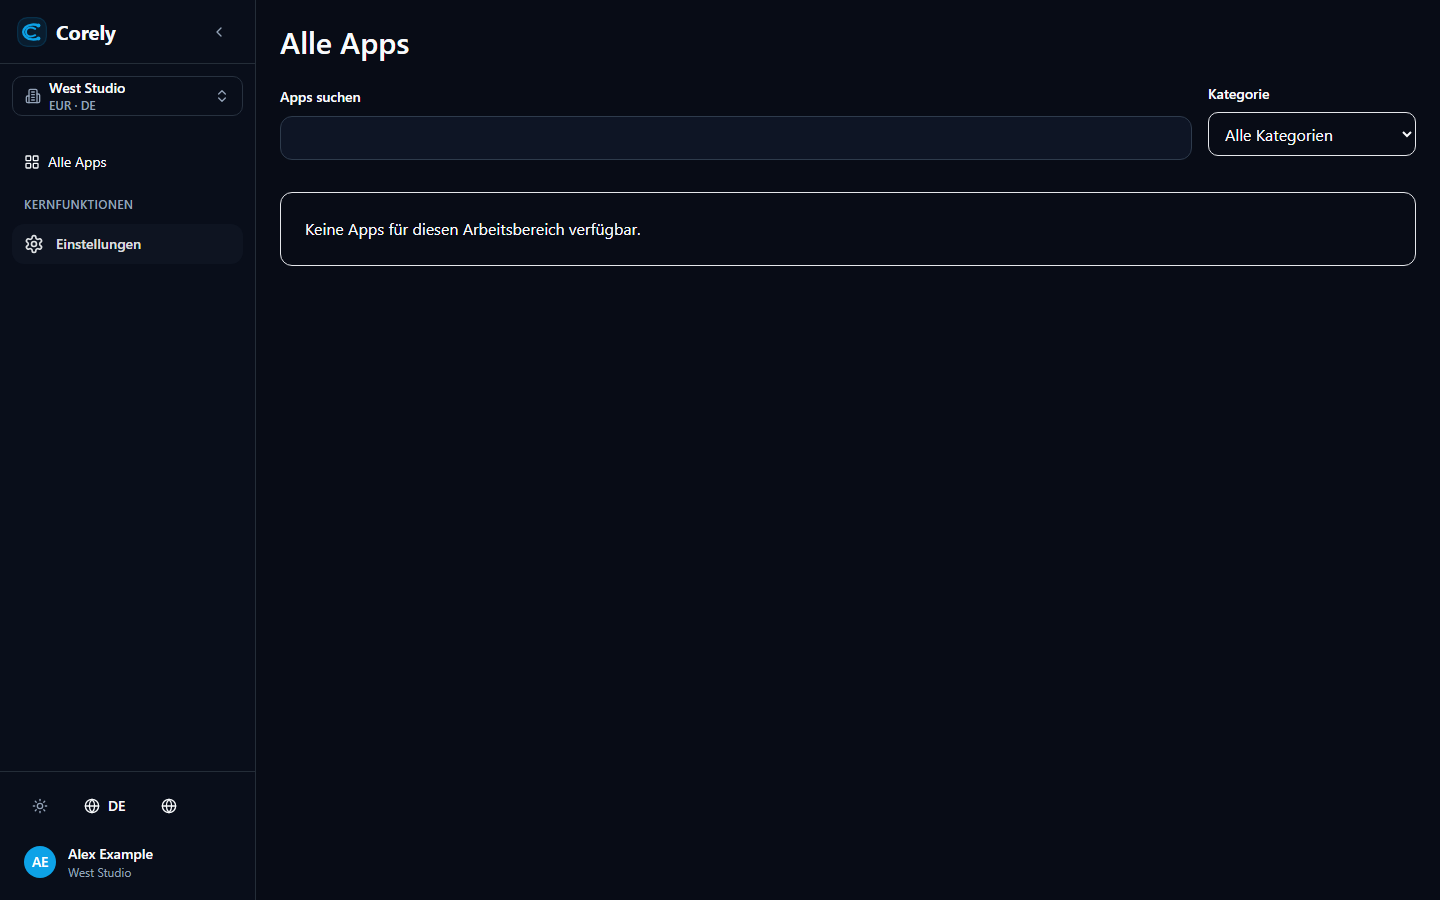 Corely
West Studio
EUR · DE
Alle Apps
KERNFUNKTIONEN
Einstellungen
DE
AE
Alex Example
West Studio
Alle Apps
Apps suchen
Kategorie
Alle Kategorien
Keine Apps für diesen Arbeitsbereich verfügbar.